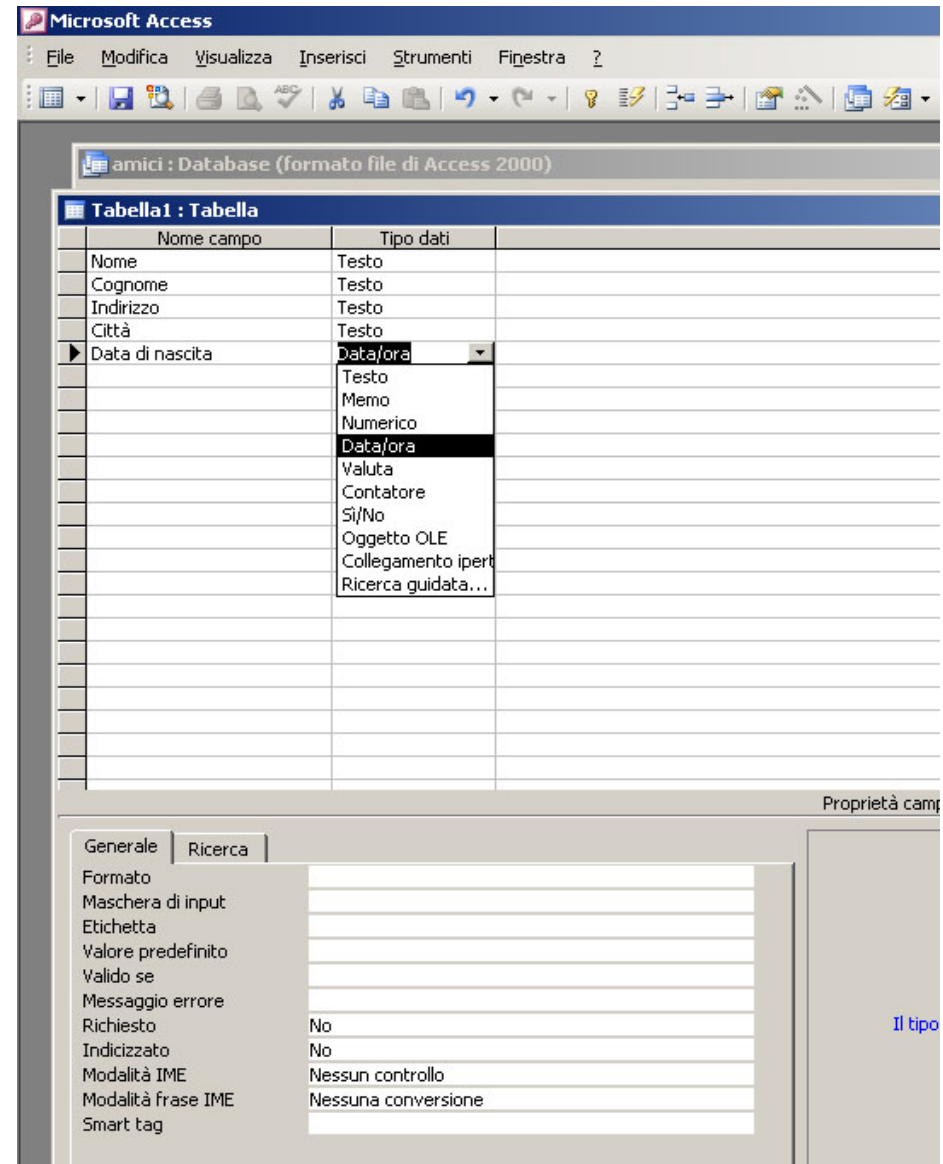 Microsoft Access
File Modifica Visualizza Inserisci Strumenti Finestra ?
ABC
amici : Database (formato file di Access 2000)
Tabella1 : Tabella
Nome campo Tipo dati
Nome Testo
Cognome Testo
Indirizzo Testo
Città Testo
Data di nascita Data/ora
Testo
Memo
Numerico
Data/ora
Valuta
Contatore
Sì/No
Oggetto OLE
Collegamento ipert
Ricerca guidata...
Proprietà camp
Generale Ricerca
Formato
Maschera di input
Etichetta
Valore predefinito
Valido se
Messaggio errore
Richiesto No
Il tipo
Indicizzato No
Modalità IME Nessun controllo
Modalità frase IME Nessuna conversione
Smart tag